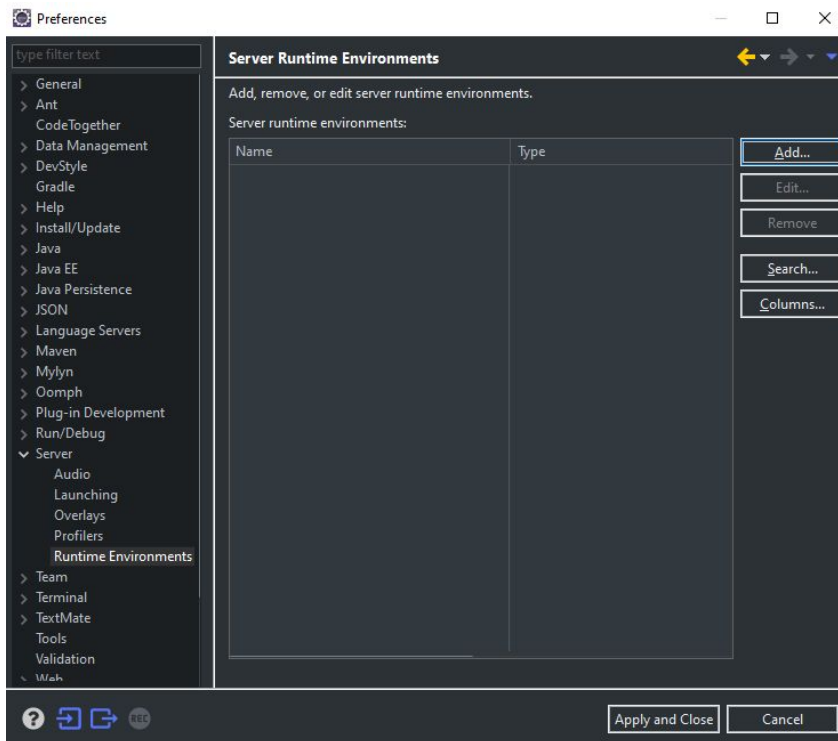 Preferences
type filter text
General
Ant
CodeTogether
Data Management
DevStyle
Gradle
Help
Install/Update
Java
Java EE
Java Persistence
JSON
Language Servers
Maven
Mylyn
Oomph
Plug-in Development
Run/Debug
Server
Audio
Launching
Overlays
Profilers
Runtime Environments
Team
Terminal
TextMate
Tools
Validation
Web
Server Runtime Environments
Add, remove, or edit server runtime environments.
Server runtime environments:
Name Type
Add...
Edit...
Remove
Search...
Columns...
? REC
Apply and Close Cancel